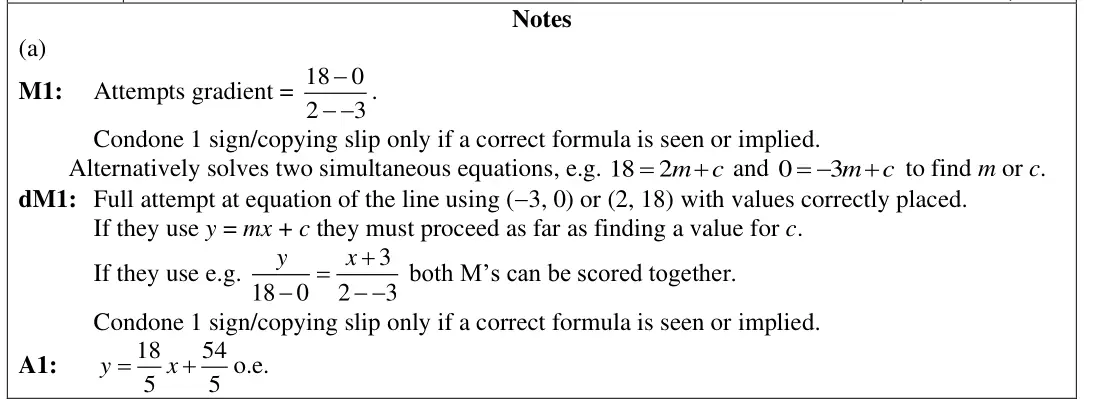 Notes
(a)
M1: Attempts gradient = \frac{18-0}{2--3}.
Condone 1 sign/copying slip only if a correct formula is seen or implied.
Alternatively solves two simultaneous equations, e.g. 18 = 2m + c and 0 = −3m + c to find m or c.
dM1: Full attempt at equation of the line using (−3, 0) or (2, 18) with values correctly placed.
If they use y = mx + c they must proceed as far as finding a value for c.
If they use e.g. \frac{y}{18-0} = \frac{x+3}{2--3} both M’s can be scored together.
Condone 1 sign/copying slip only if a correct formula is seen or implied.
A1: y = \frac{18}{5}x + \frac{54}{5} o.e.